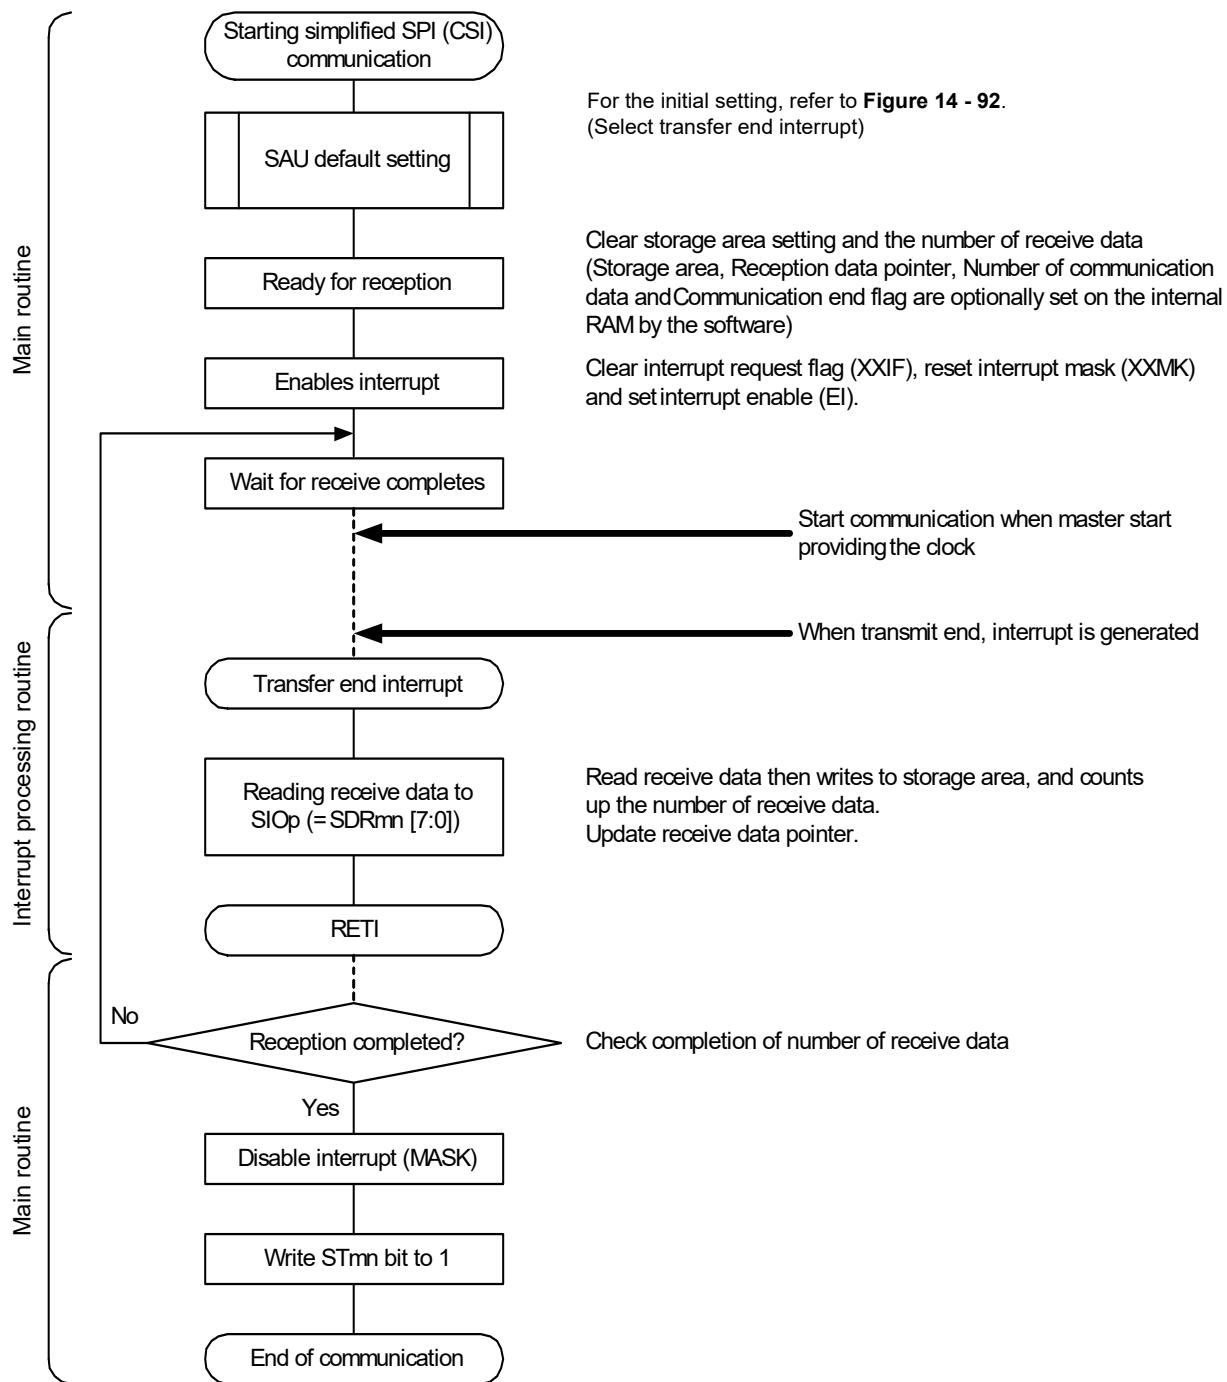 Starting simplified SPI (CSI)
communication
For the initial setting, refer to Figure 14 - 92.
(Select transfer end interrupt)
SAU default setting
Main routine
Clear storage area setting and the number of receive data
(Storage area, Reception data pointer, Number of communication
data and Communication end flag are optionally set on the internal
RAM by the software)
Ready for reception
Enables interrupt
Clear interrupt request flag (XXIF), reset interrupt mask (XXMK)
and set interrupt enable (EI).
Wait for receive completes
Start communication when master start
providing the clock
When transmit end, interrupt is generated
Interrupt processing routine
Transfer end interrupt
Reading receive data to
SIOp (= SDRmn [7:0])
Read receive data then writes to storage area, and counts
up the number of receive data.
Update receive data pointer.
RETI
No
Reception completed?
Check completion of number of receive data
Yes
Main routine
Disable interrupt (MASK)
Write STmn bit to 1
End of communication